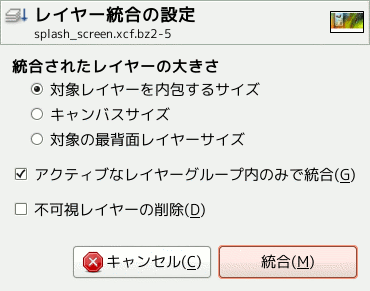 レイヤー統合の設定
splash_screen.xcf.bz2-5
統合されたレイヤーの大きさ
対象レイヤーを内包するサイズ
キャンバスサイズ
対象の最背面レイヤーサイズ
アクティブなレイヤーグループ内のみで統合(G)
不可視レイヤーの削除(D)
キャンセル(C) 統合(M)